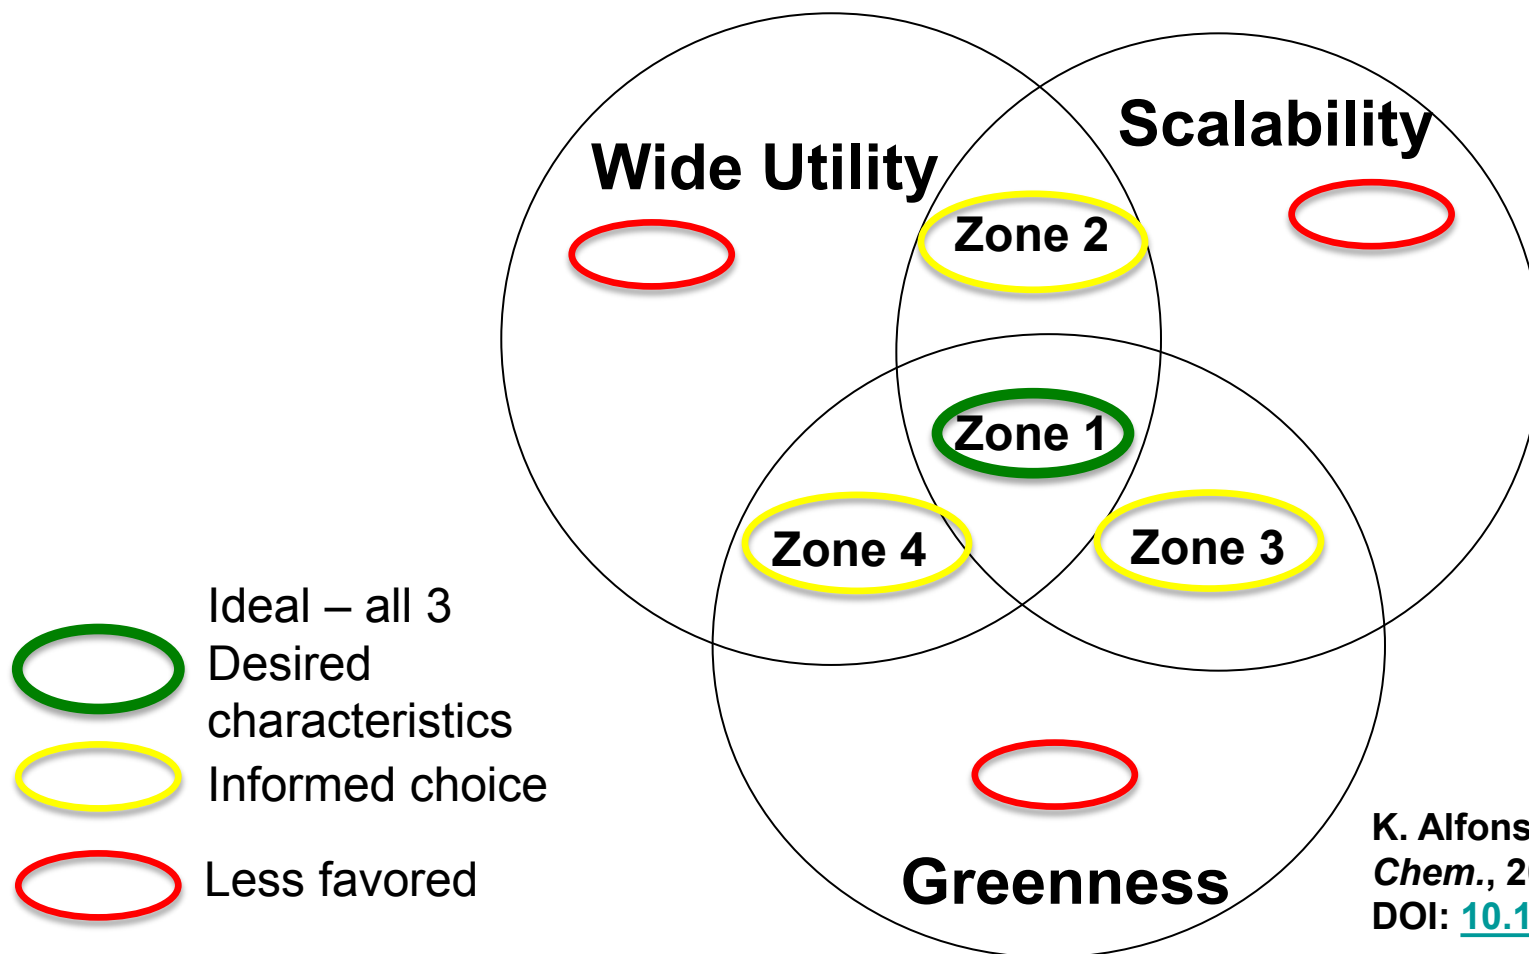 Wide Utility
Scalability
Zone 2
Zone 1
Zone 4
Zone 3
Greenness
Ideal – all 3
Desired
characteristics
Informed choice
Less favored
K. Alfons
Chem., 20
DOI: 10.1